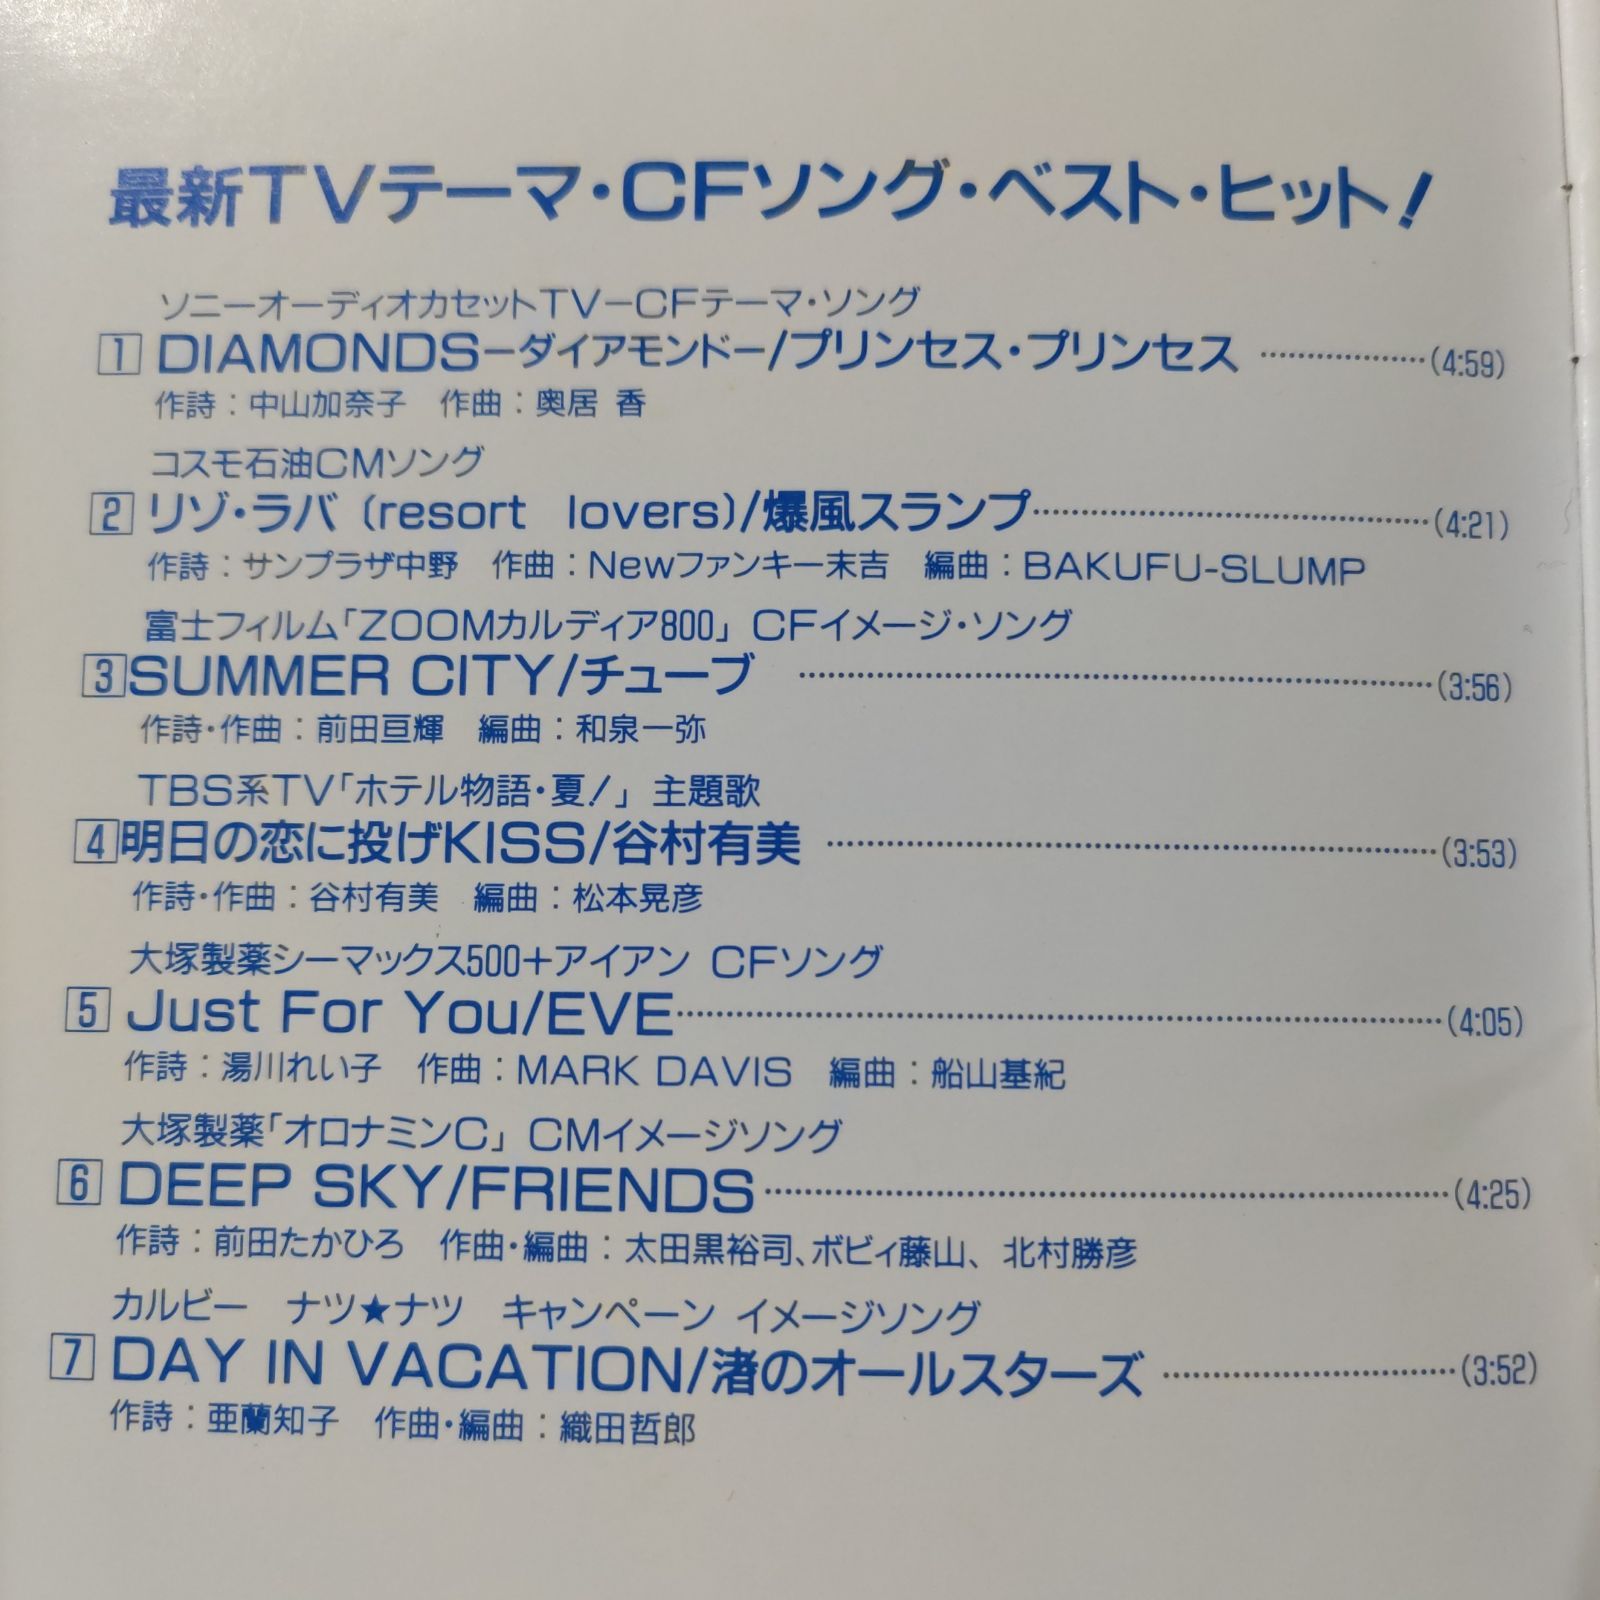 最新TVテーマ・CFソング・ベスト・ヒット!
ソニーオーディオカセットTV−CFテーマ・ソング
1 DIAMONDS−ダイアモンド−/プリンセス・プリンセス ………………(4:59)
作詩：中山加奈子　作曲：奥居 香
コスモ石油CMソング
2 リゾ・ラバ (resort lovers)/爆風スランプ………………(4:21)
作詩：サンプラザ中野　作曲：Newファンキー末吉　編曲：BAKUFU-SLUMP
富士フィルム「ZOOMカルディア800」 CFイメージ・ソング
3 SUMMER CITY/チューブ ………………(3:56)
作詩・作曲：前田亘輝　編曲：和泉一弥
TBS系TV「ホテル物語・夏!」 主題歌
4 明日の恋に投げKISS/谷村有美 ………………(3:53)
作詩・作曲：谷村有美　編曲：松本晃彦
大塚製薬シーマックス500+アイアン CFソング
5 Just For You/EVE………………(4:05)
作詩：湯川れい子　作曲：MARK DAVIS　編曲：船山基紀
大塚製薬「オロナミンC」 CMイメージソング
6 DEEP SKY/FRIENDS………………(4:25)
作詩：前田たかひろ　作曲・編曲：太田黒裕司、ボビィ藤山、北村勝彦
カルビー　ナツ★ナツ　キャンペーン イメージソング
7 DAY IN VACATION/渚のオールスターズ ………………(3:52)
作詩：亜蘭知子　作曲・編曲：織田哲郎